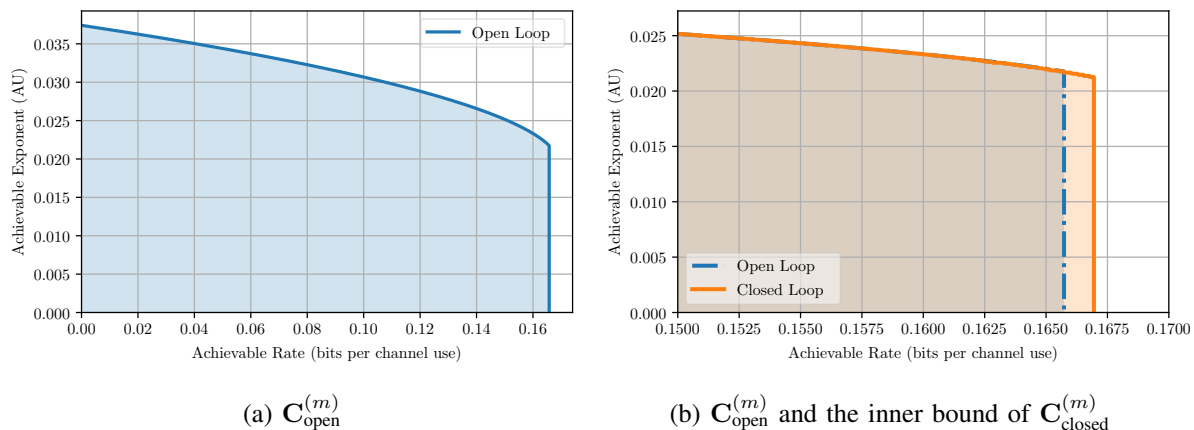 Achievable Exponent (AU)
0.035
0.030
0.025
0.020
0.015
0.010
0.005
0.000
Open Loop
0.00 0.02 0.04 0.06 0.08 0.10 0.12 0.14 0.16
Achievable Rate (bits per channel use)
(a) C_open^(m)
Achievable Exponent (AU)
0.025
0.020
0.015
0.010
0.005
0.000
Open Loop
Closed Loop
0.1500 0.1525 0.1550 0.1575 0.1600 0.1625 0.1650 0.1675 0.1700
Achievable Rate (bits per channel use)
(b) C_open^(m) and the inner bound of C_closed^(m)